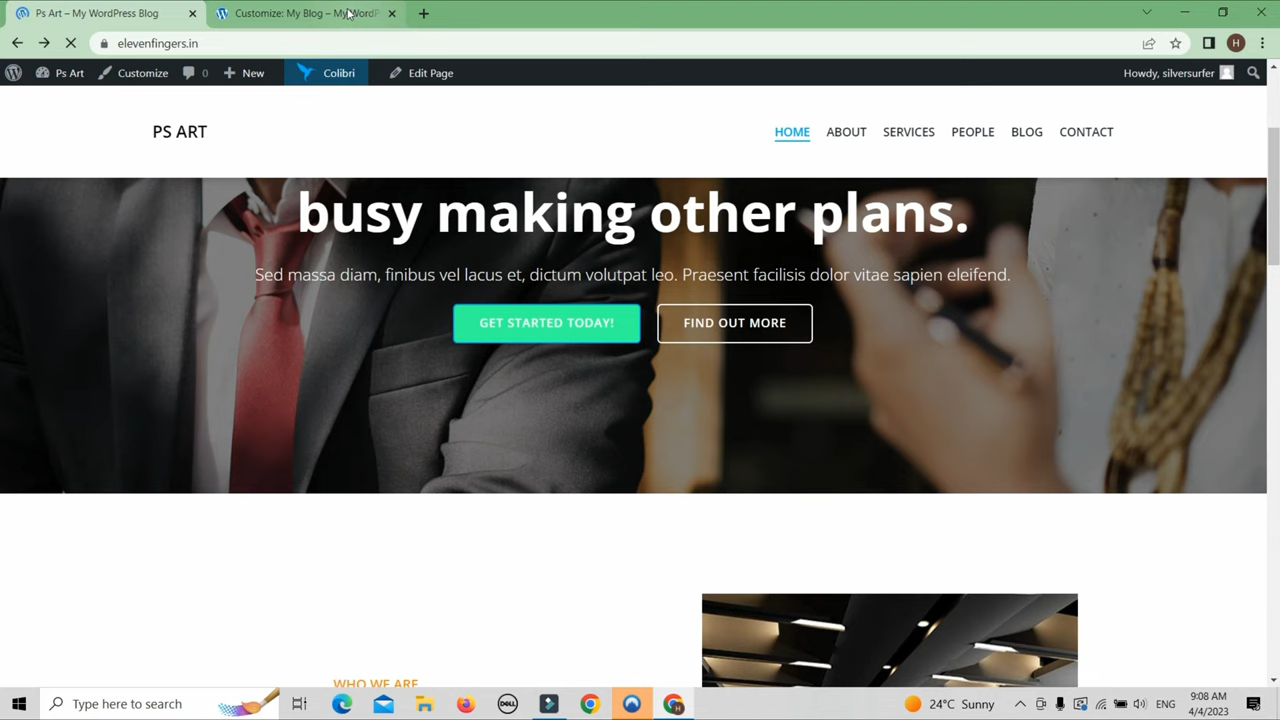 Ps Art – My WordPress Blog
Customize: My Blog – My WordP
elevenfingers.in
H
Ps Art
Customize
0
New
Colibri
Edit Page
Howdy, silversurfer
PS ART
HOME
ABOUT
SERVICES
PEOPLE
BLOG
CONTACT
busy making other plans.
Sed massa diam, finibus vel lacus et, dictum volutpat leo. Praesent facilisis dolor vitae sapien eleifend.
GET STARTED TODAY!
FIND OUT MORE
WHO WE ARE
Type here to search
DELL
24°C Sunny
ENG
9:08 AM
4/4/2023